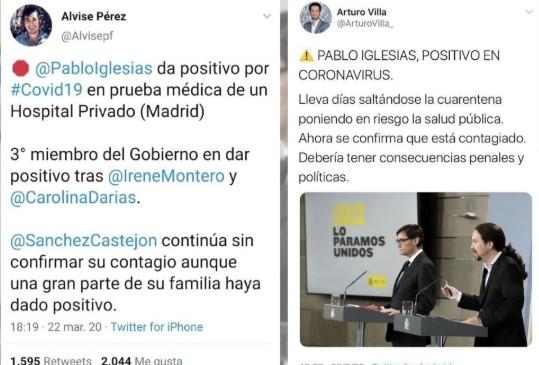 Alvise Pérez
@Alvisepf
@PabloIglesias da positivo por
#Covid19 en prueba médica de un
Hospital Privado (Madrid)
3° miembro del Gobierno en dar
positivo tras @IreneMontero y
@CarolinaDarias.
@SanchezCastejon continúa sin
confirmar su contagio aunque
una gran parte de su familia haya
dado positivo.
18:19 · 22 mar. 20 · Twitter for iPhone
1.595 Retweets 2.044 Me gusta
Arturo Villa
@ArturoVilla_
PABLO IGLESIAS, POSITIVO EN
CORONAVIRUS.
Lleva días saltándose la cuarentena
poniendo en riesgo la salud pública.
Ahora se confirma que está contagiado.
Debería tener consecuencias penales y
políticas.
LO
PARAMOS
UNIDOS